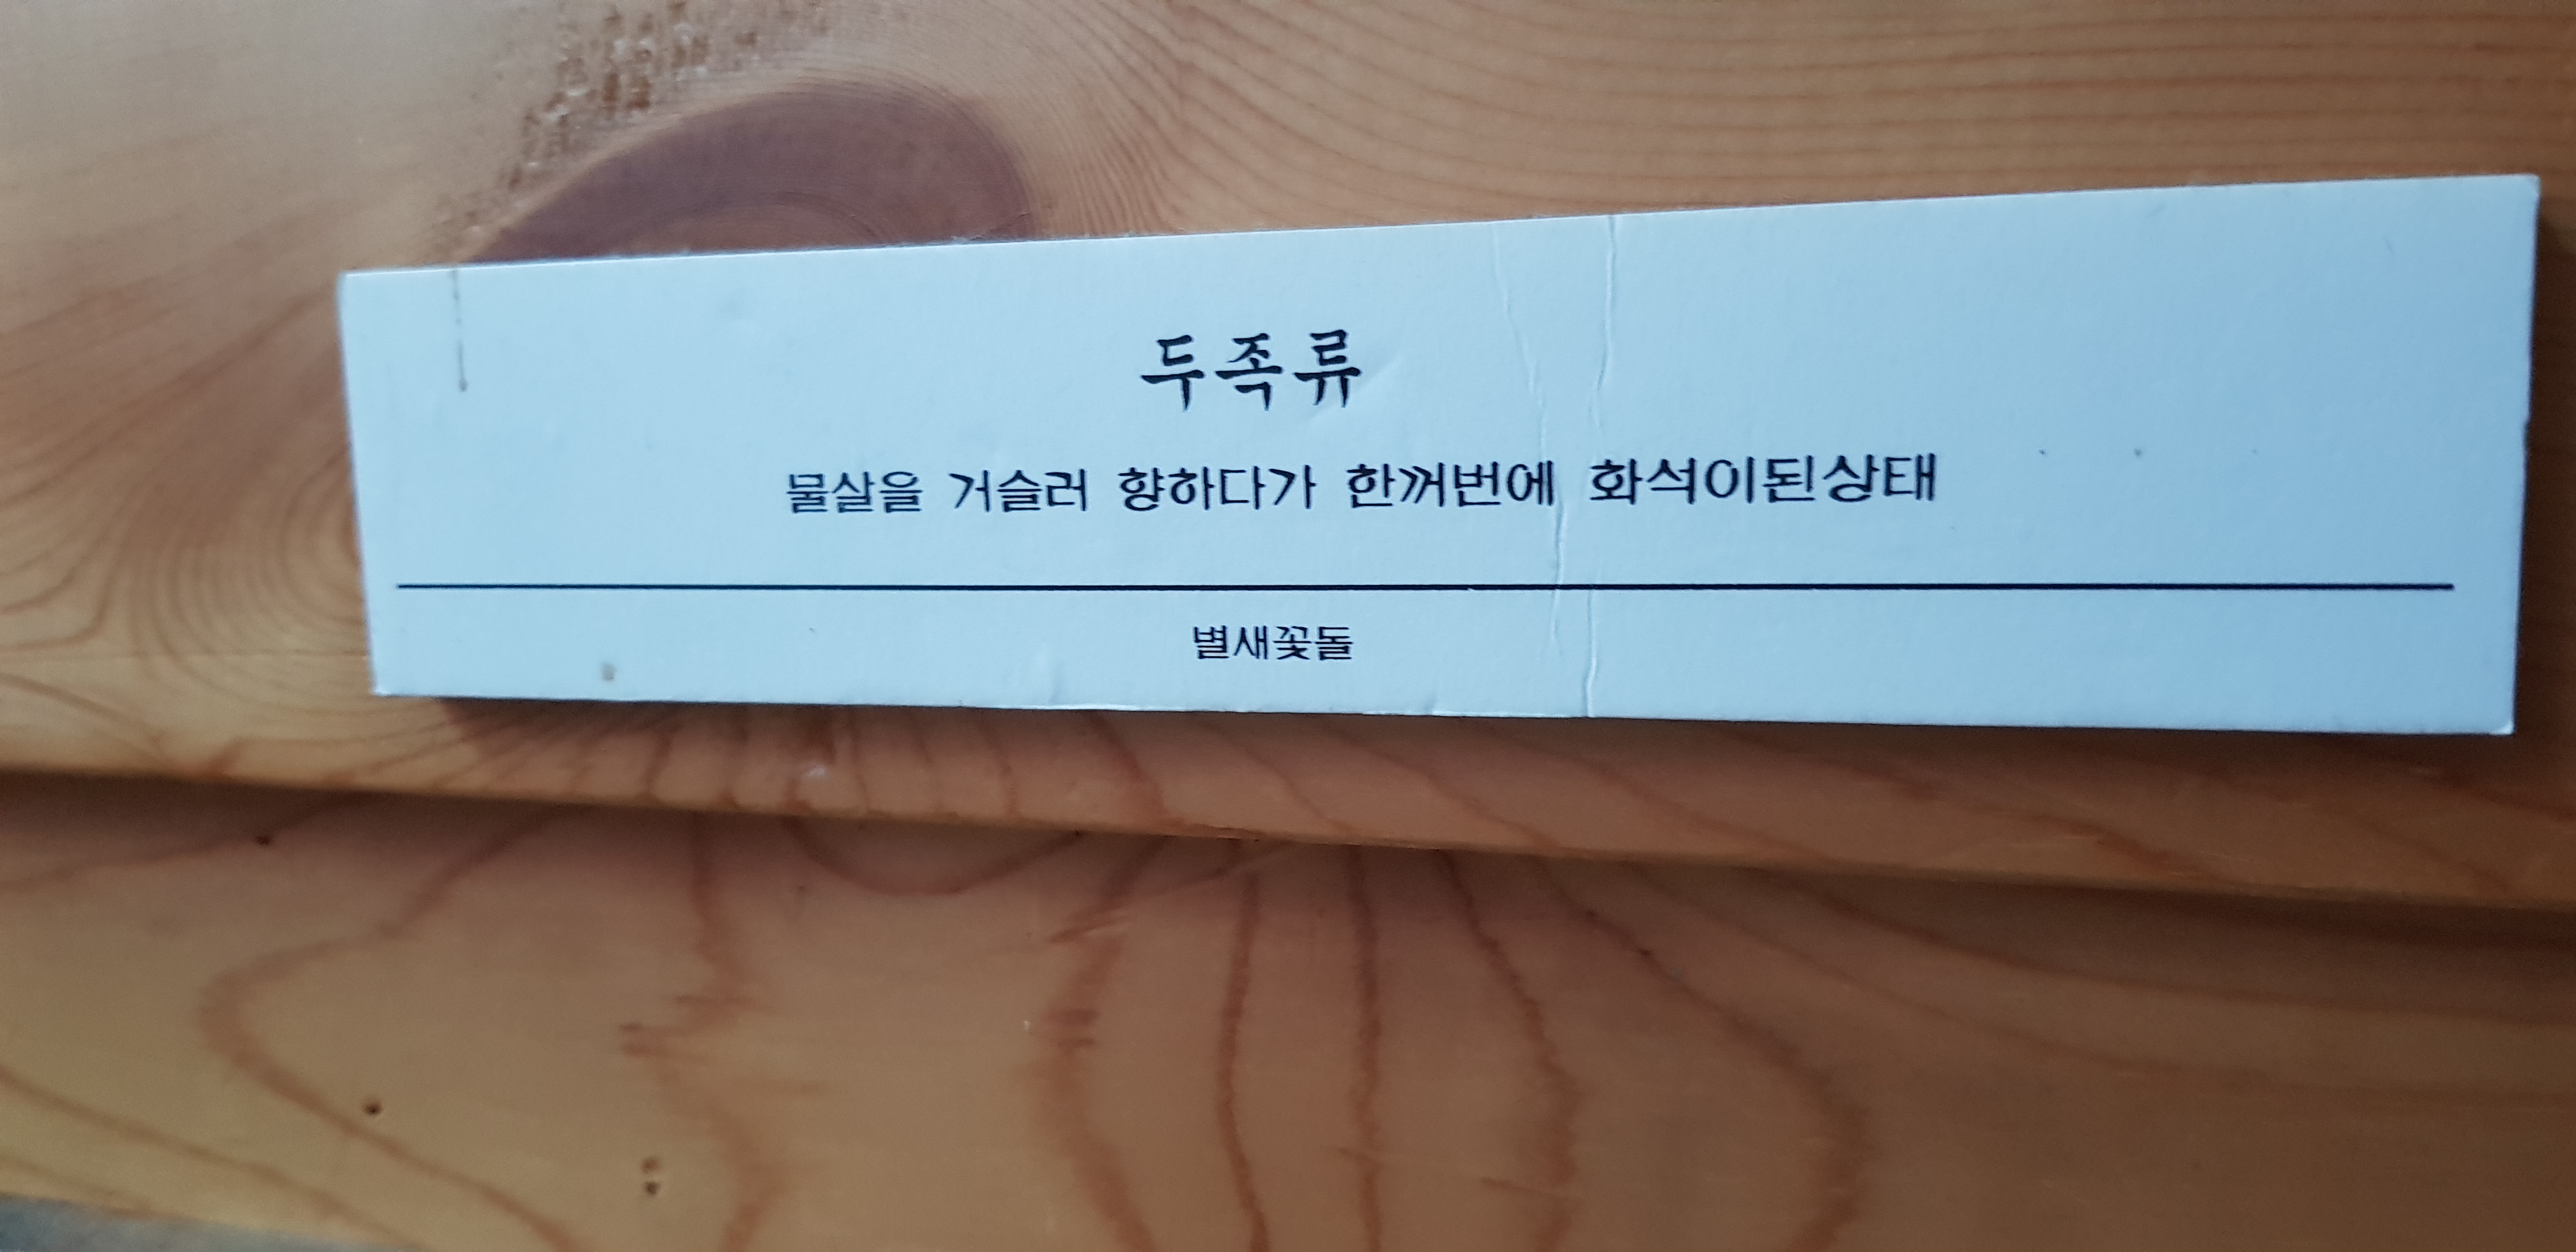 두족류
물살을 거슬러 향하다가 한꺼번에 화석이된상태
별새꽃돌